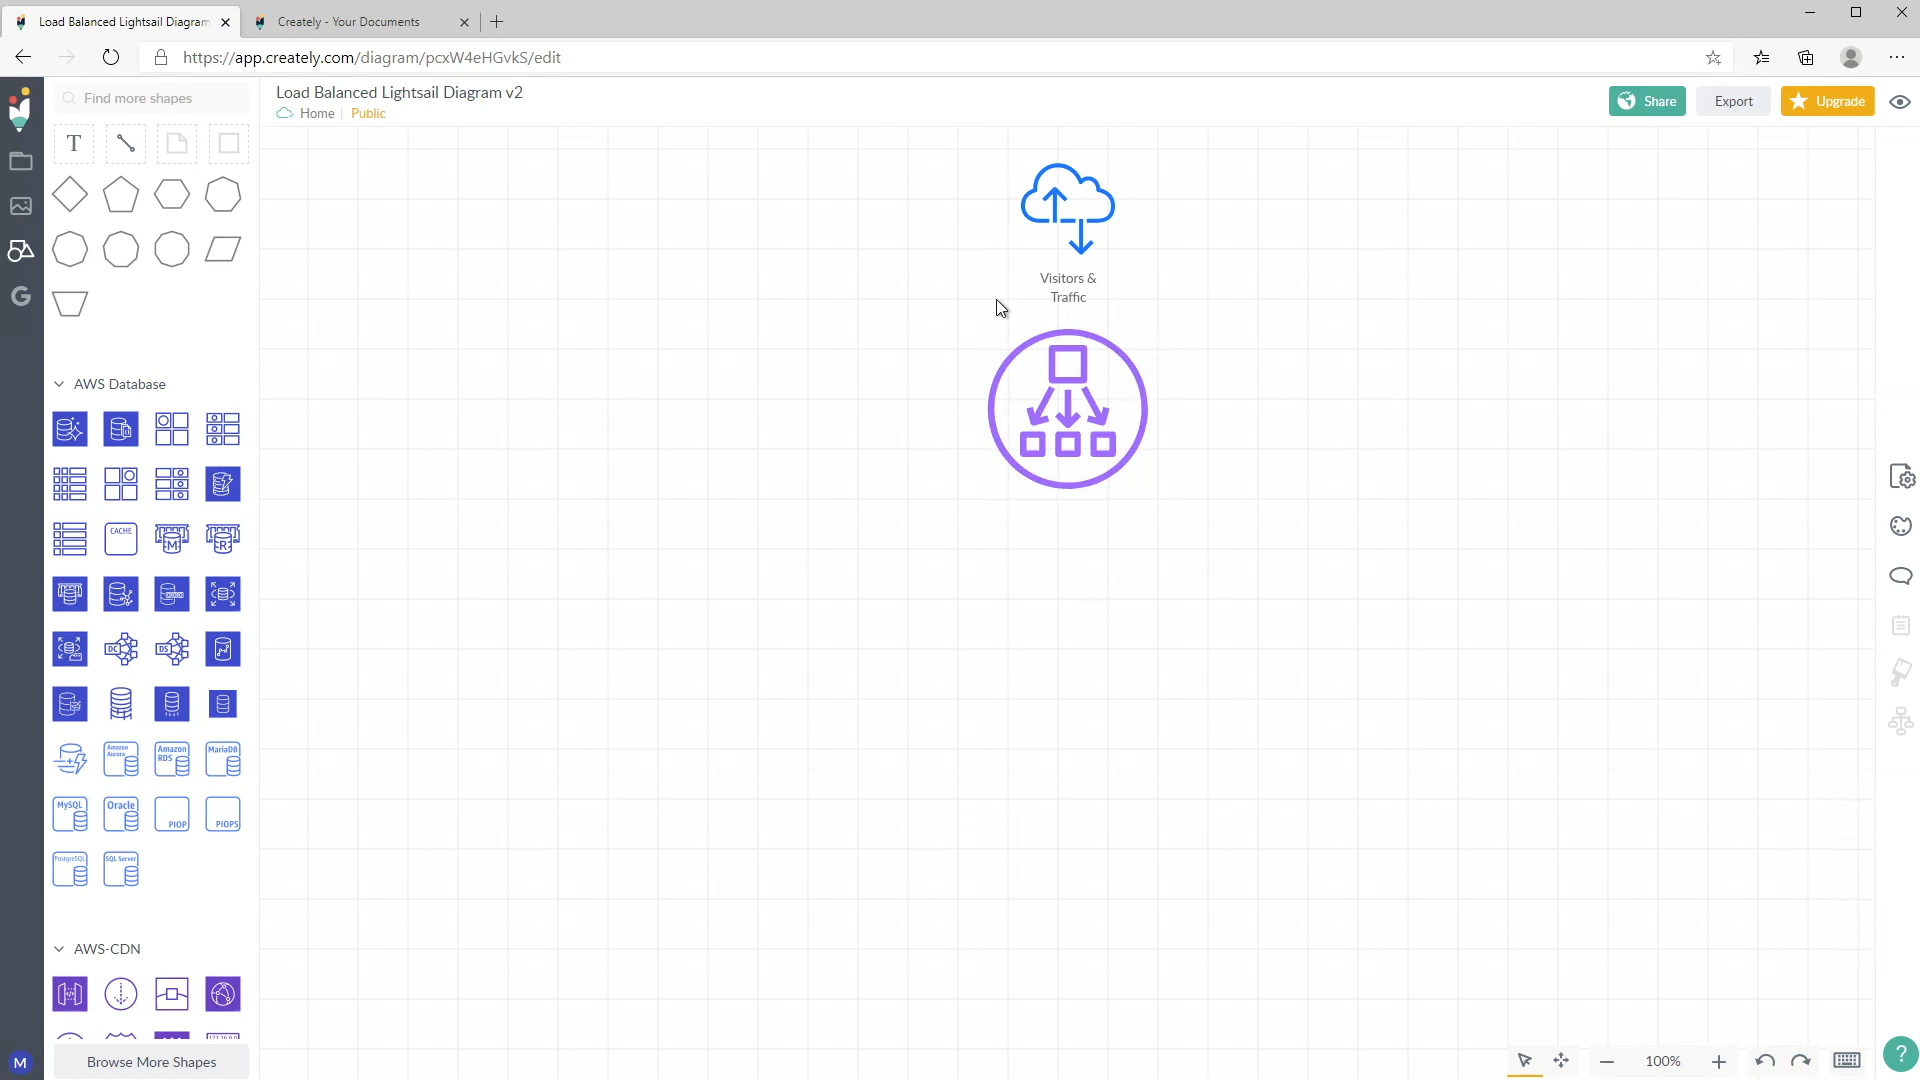 Load Balanced Lightsail Diagram
Creately - Your Documents
https://app.creately.com/diagram/pcxW4eHGvkS/edit
Find more shapes
Load Balanced Lightsail Diagram v2
Home | Public
Share
Export
Upgrade
T
G
Visitors &
Traffic
AWS Database
CACHE
M
R
DC
DS
Amazon
Aurora
Amazon
RDS
MariaDB
MySQL
Oracle
PIOP
PIOPS
PostgreSQL
SQL Server
AWS-CDN
M
Browse More Shapes
100%
?